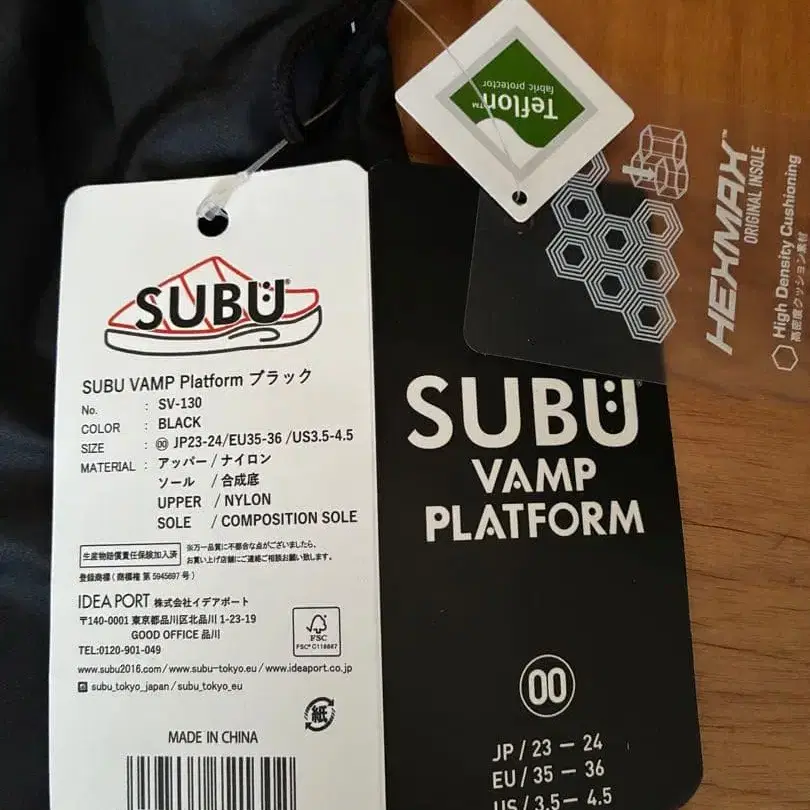 SUBU
SUBU VAMP Platform ブラック
No. : SV-130
COLOR : BLACK
SIZE : 00 JP23-24/EU35-36 /US3.5-4.5
MATERIAL : アッパー/ナイロン
ソール /合成底
UPPER /NYLON
SOLE /COMPOSITION SOLE
生産物賠償責任保険加入済
※万一品質に不都合な点がございましたら、
お買い上げ店舗にご連絡ご相談お願い致します。
登録商標(商標権 第5945697号)
IDEA PORT 株式会社イデアポート
〒140-0001 東京都品川区北品川1-23-19
GOOD OFFICE 品川
TEL:0120-901-049
FSC
FSC® C118667
www.subu2016.com/www.subu-tokyo.eu/www.ideaport.co.jp
subu_tokyo_japan/subu_tokyo_eu
紙
MADE IN CHINA
Teflon™
fabric protector
HEXMAX™
ORIGINAL INSOLE
High Density Cushioning
高密度クッション素材
SUBU®
VAMP
PLATFORM
00
JP/23-24
EU/35-36
US/3.5-4.5